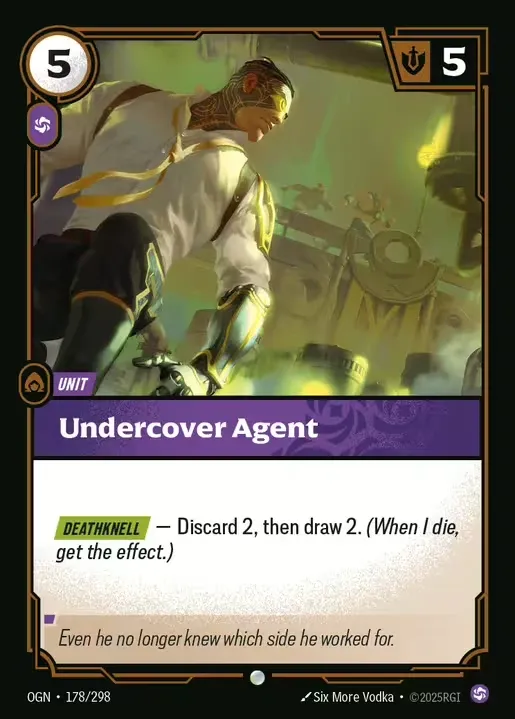 5
5
UNIT
Undercover Agent
DEATHKNELL — Discard 2, then draw 2. (When I die,
get the effect.)
Even he no longer knew which side he worked for.
OGN • 178/298
Six More Vodka • ©2025RGI